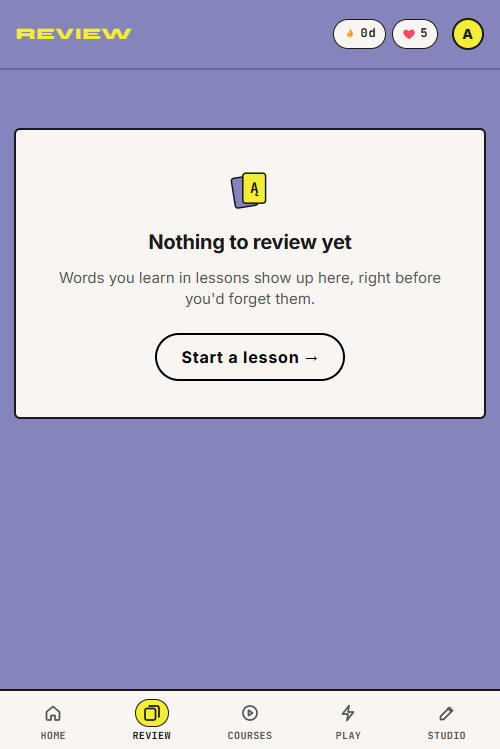 REVIEW
0d
5
A
Ą
Nothing to review yet
Words you learn in lessons show up here, right before
you'd forget them.
Start a lesson →
HOME
REVIEW
COURSES
PLAY
STUDIO